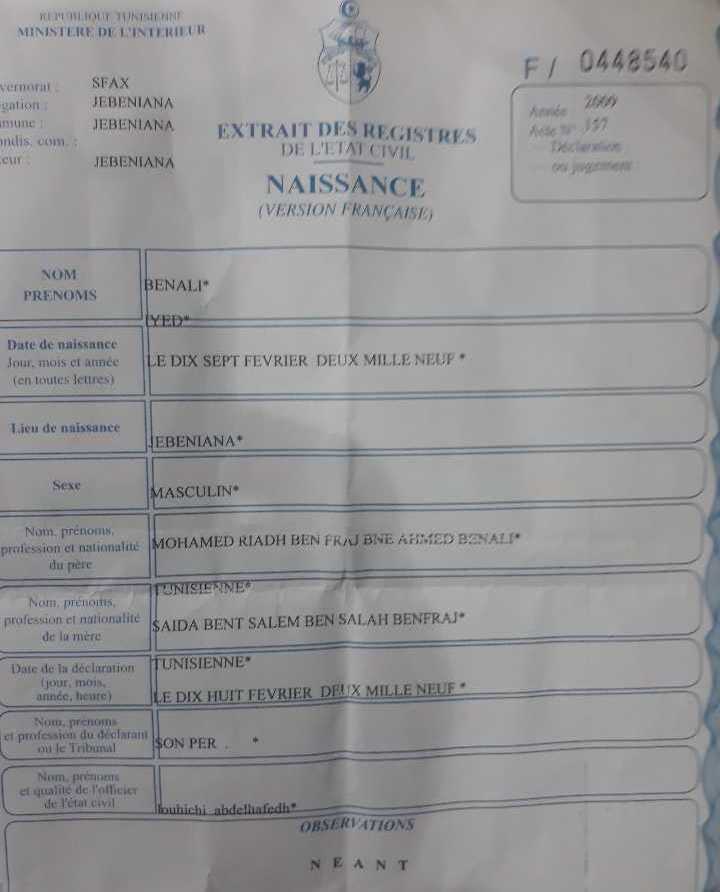 REPUBLIQUE TUNISIENNE
MINISTERE DE L'INTERIEUR
vernorat : SFAX
gation : JEBENIANA
mmune : JEBENIANA
ondis. com. :
teur : JEBENIANA
EXTRAIT DES REGISTRES
DE L'ETAT CIVIL
NAISSANCE
(VERSION FRANÇAISE)
F / 0448540
Année 2009
Acte N° 157
Déclaration
ou jugement
NOM
PRENOMS
BENALI*
IYED*
Date de naissance
Jour, mois et année
(en toutes lettres)
LE DIX SEPT FEVRIER DEUX MILLE NEUF *
Lieu de naissance
JEBENIANA*
Sexe
MASCULIN*
Nom, prénoms,
profession et nationalité
du père
MOHAMED RIADH BEN FRAJ BNE AHMED BENALI*
TUNISIENNE*
Nom, prénoms,
profession et nationalité
de la mère
SAIDA BENT SALEM BEN SALAH BENFRAJ*
TUNISIENNE*
Date de la déclaration
(jour, mois,
année, heure)
LE DIX HUIT FEVRIER DEUX MILLE NEUF *
Nom, prénoms
et profession du déclarant
ou le Tribunal
SON PER . *
Nom, prénoms
et qualité de l'officier
de l'état civil
louhichi abdelhafedh*
OBSERVATIONS
N E A N T